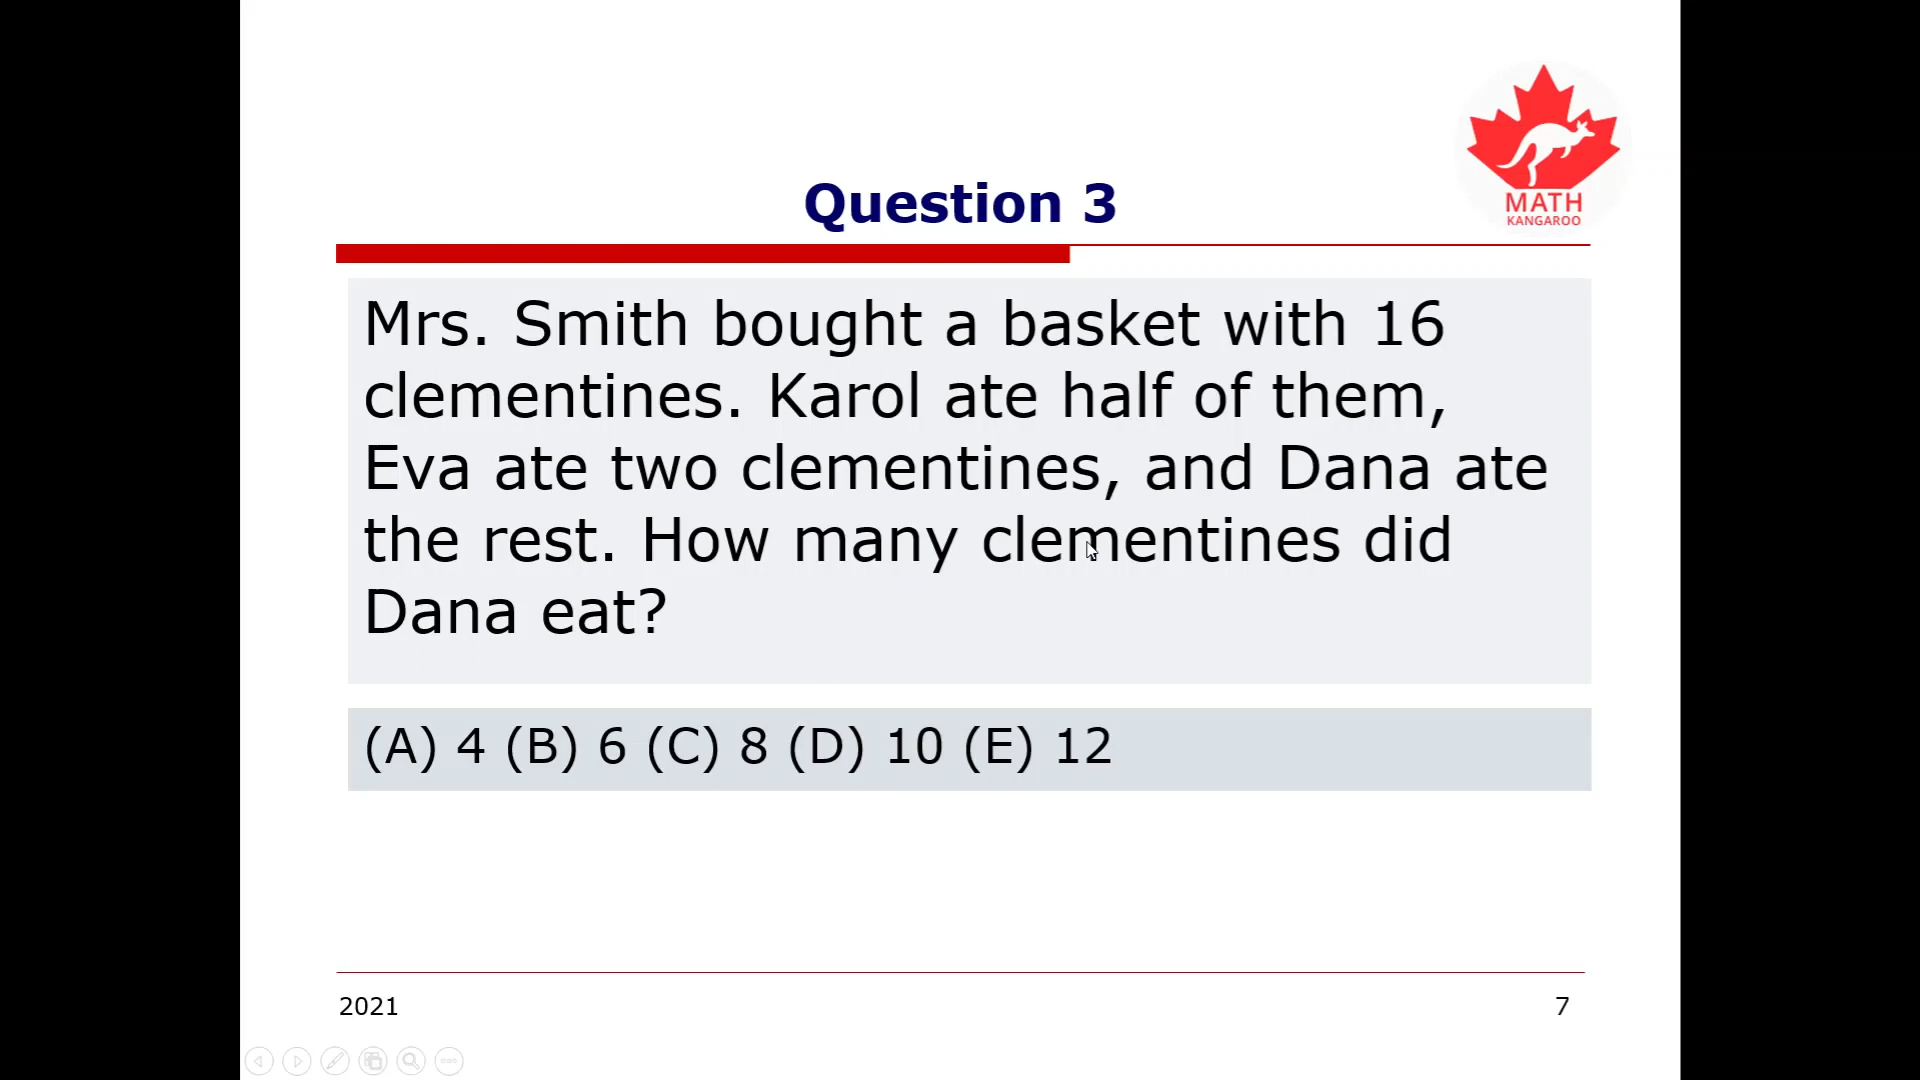 MATH
KANGAROO
Question 3
Mrs. Smith bought a basket with 16
clementines. Karol ate half of them,
Eva ate two clementines, and Dana ate
the rest. How many clementines did
Dana eat?
(A) 4 (B) 6 (C) 8 (D) 10 (E) 12
2021
7